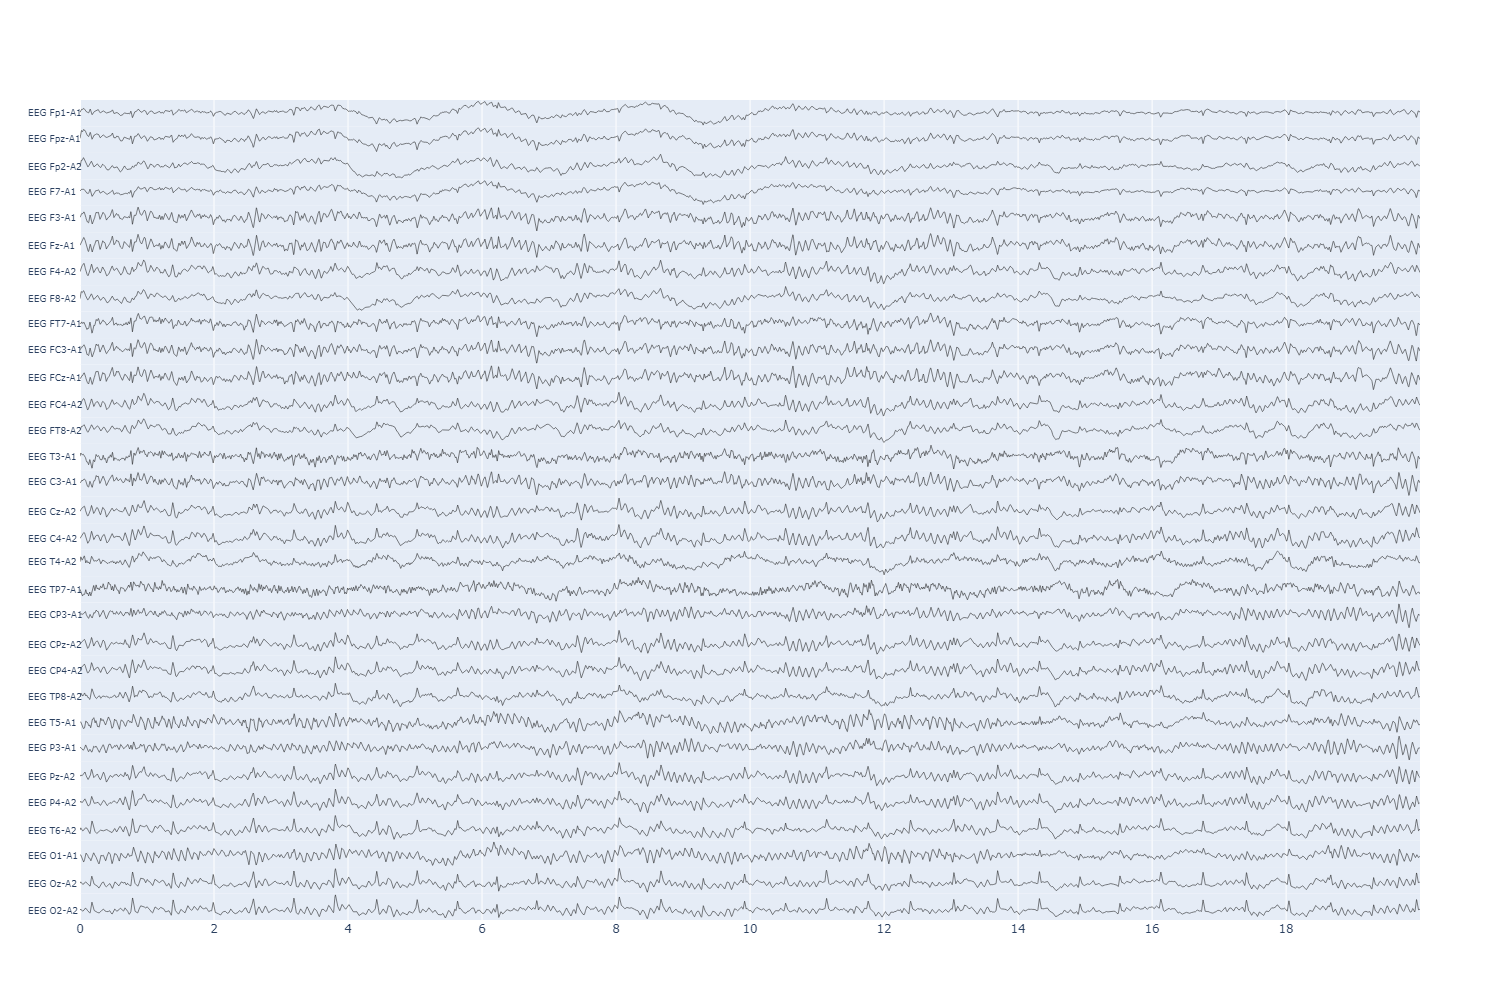 EEG Fp1-A1
EEG Fpz-A1
EEG Fp2-A2
EEG F7-A1
EEG F3-A1
EEG Fz-A1
EEG F4-A2
EEG F8-A2
EEG FT7-A1
EEG FC3-A1
EEG FCz-A1
EEG FC4-A2
EEG FT8-A2
EEG T3-A1
EEG C3-A1
EEG Cz-A2
EEG C4-A2
EEG T4-A2
EEG TP7-A1
EEG CP3-A1
EEG CPz-A2
EEG CP4-A2
EEG TP8-A2
EEG T5-A1
EEG P3-A1
EEG Pz-A2
EEG P4-A2
EEG T6-A2
EEG O1-A1
EEG Oz-A2
EEG O2-A2
0 2 4 6 8 10 12 14 16 18